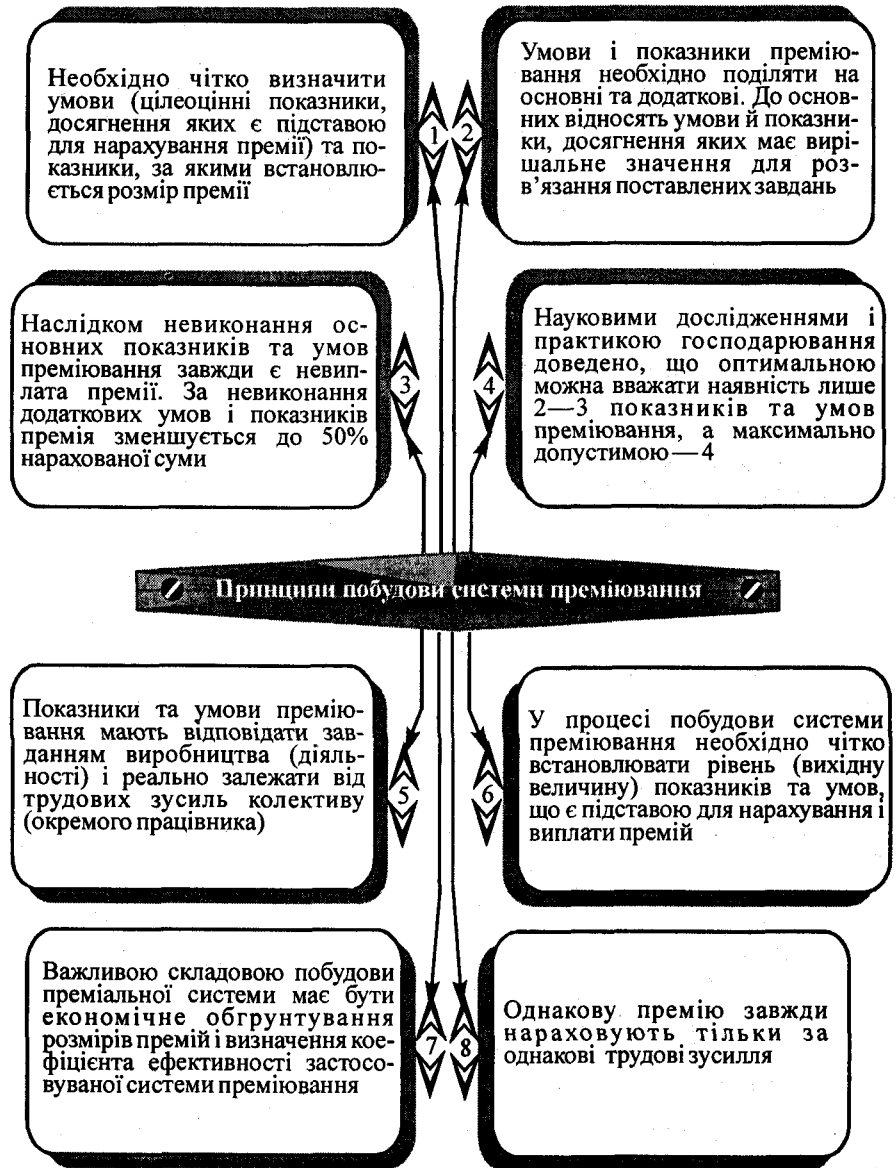 Необхідно чітко визначити
умови (цілеоцінні показники,
досягнення яких є підставою
для нарахування премії) та по-
казники, за якими встановлю-
ється розмір премії
1
2
Умови і показники премію-
вання необхідно поділяти на
основні та додаткові. До основ-
них відносять умови й показни-
ки, досягнення яких має вирі-
шальне значення для роз-
в’язання поставлених завдань
Наслідком невиконання ос-
новних показників та умов
преміювання завжди є невип-
лата премії. За невиконання
додаткових умов і показників
премія зменшується до 50%
нарахованої суми
3
4
Науковими дослідженнями і
практикою господарювання
доведено, що оптимальною
можна вважати наявність лише
2—3 показників та умов
преміювання, а максимально
допустимою—4
Принципи побудови системи преміювання
Показники та умови премію-
вання мають відповідати зав-
данням виробництва (діяль-
ності) і реально залежати від
трудових зусиль колективу
(окремого працівника)
5
6
У процесі побудови системи
преміювання необхідно чітко
встановлювати рівень (вихідну
величину) показників та умов,
що є підставою для нарахування і
виплати премій
Важливою складовою побудови
преміальної системи має бути
економічне обгрунтування
розмірів премій і визначення кое-
фіцієнта ефективності застосо-
вуваної системи преміювання
7
8
Однакову премію завжди
нараховують тільки за
однакові трудові зусилля